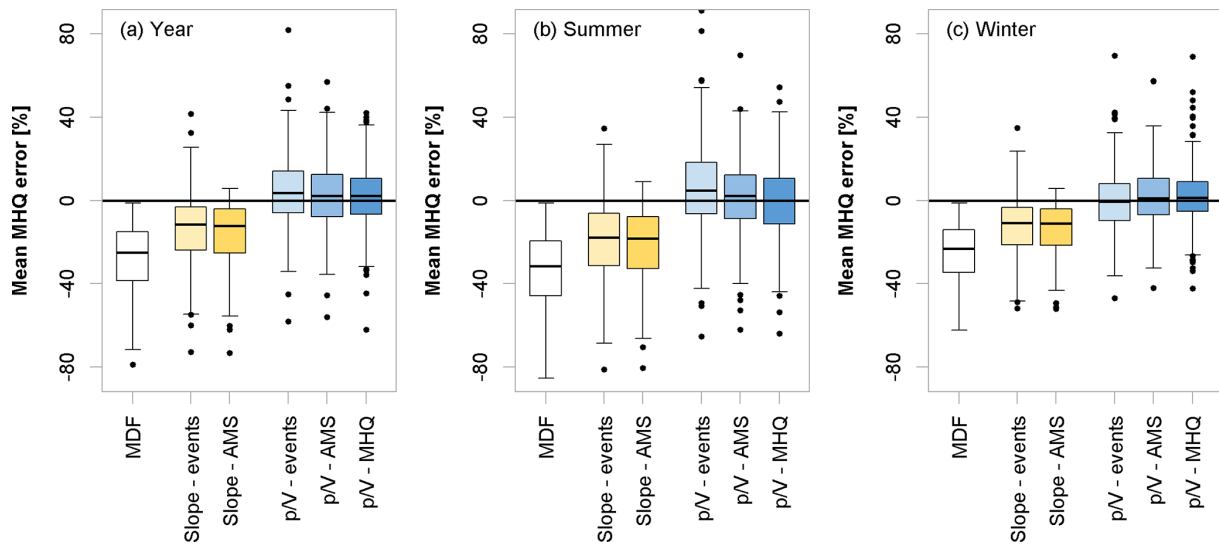 (a) Year
Mean MHQ error [%]
80
40
0
-40
-80
MDF
Slope - events
Slope - AMS
p/V - events
p/V - AMS
p/V - MHQ
(b) Summer
Mean MHQ error [%]
80
40
0
-40
-80
MDF
Slope - events
Slope - AMS
p/V - events
p/V - AMS
p/V - MHQ
(c) Winter
Mean MHQ error [%]
80
40
0
-40
-80
MDF
Slope - events
Slope - AMS
p/V - events
p/V - AMS
p/V - MHQ